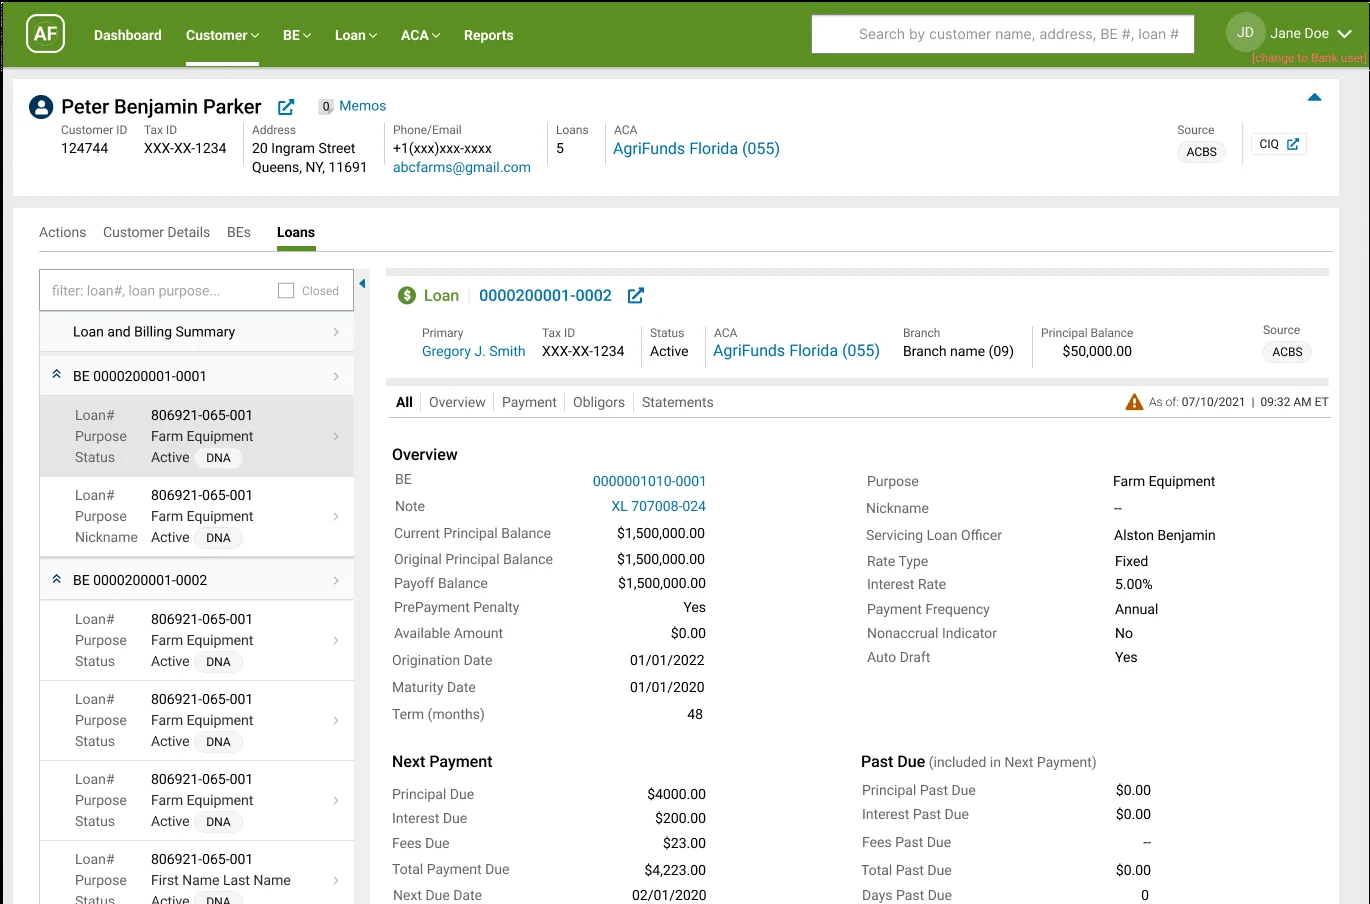 AF Dashboard Customer BE Loan ACA Reports Search by customer name, address, BE #, loan # JD Jane Doe
[change to Bank user]
Peter Benjamin Parker 0 Memos
Customer ID Tax ID Address Phone/Email Loans ACA Source
124744 XXX-XX-1234 20 Ingram Street +1(xxx)xxx-xxxx 5 AgriFunds Florida (055) ACBS CIQ
Queens, NY, 11691 abcfarms@gmail.com
Actions Customer Details BEs Loans
filter: loan#, loan purpose... Closed
Loan and Billing Summary
BE 0000200001-0001
Loan# 806921-065-001
Purpose Farm Equipment
Status Active DNA
Loan# 806921-065-001
Purpose Farm Equipment
Nickname Active DNA
BE 0000200001-0002
Loan# 806921-065-001
Purpose Farm Equipment
Status Active DNA
Loan# 806921-065-001
Purpose Farm Equipment
Status Active DNA
Loan# 806921-065-001
Purpose Farm Equipment
Status Active DNA
Loan# 806921-065-001
Purpose First Name Last Name
Status Active DNA
$ Loan 0000200001-0002
Primary Tax ID Status ACA Branch Principal Balance Source
Gregory J. Smith XXX-XX-1234 Active AgriFunds Florida (055) Branch name (09) $50,000.00 ACBS
All Overview Payment Obligors Statements As of: 07/10/2021 | 09:32 AM ET
Overview
BE 0000001010-0001
Note XL 707008-024
Current Principal Balance $1,500,000.00
Original Principal Balance $1,500,000.00
Payoff Balance $1,500,000.00
PrePayment Penalty Yes
Available Amount $0.00
Origination Date 01/01/2022
Maturity Date 01/01/2020
Term (months) 48
Purpose Farm Equipment
Nickname --
Servicing Loan Officer Alston Benjamin
Rate Type Fixed
Interest Rate 5.00%
Payment Frequency Annual
Nonaccrual Indicator No
Auto Draft Yes
Next Payment
Principal Due $4000.00
Interest Due $200.00
Fees Due $23.00
Total Payment Due $4,223.00
Next Due Date 02/01/2020
Past Due (included in Next Payment)
Principal Past Due $0.00
Interest Past Due $0.00
Fees Past Due --
Total Past Due $0.00
Days Past Due 0